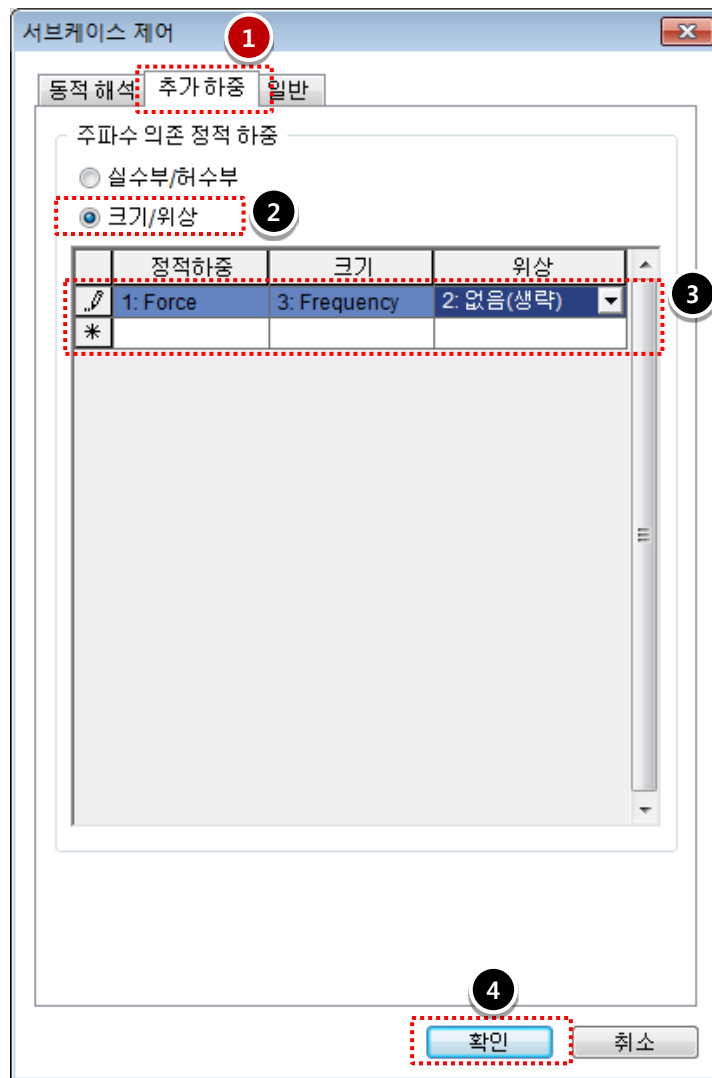 서브케이스 제어
1
동적 해석 추가 하중 일반
주파수 의존 정적 하중
실수부/허수부
크기/위상
2
정적하중 크기 위상
1: Force 3: Frequency 2: 없음(생략)
3
*
4
확인 취소